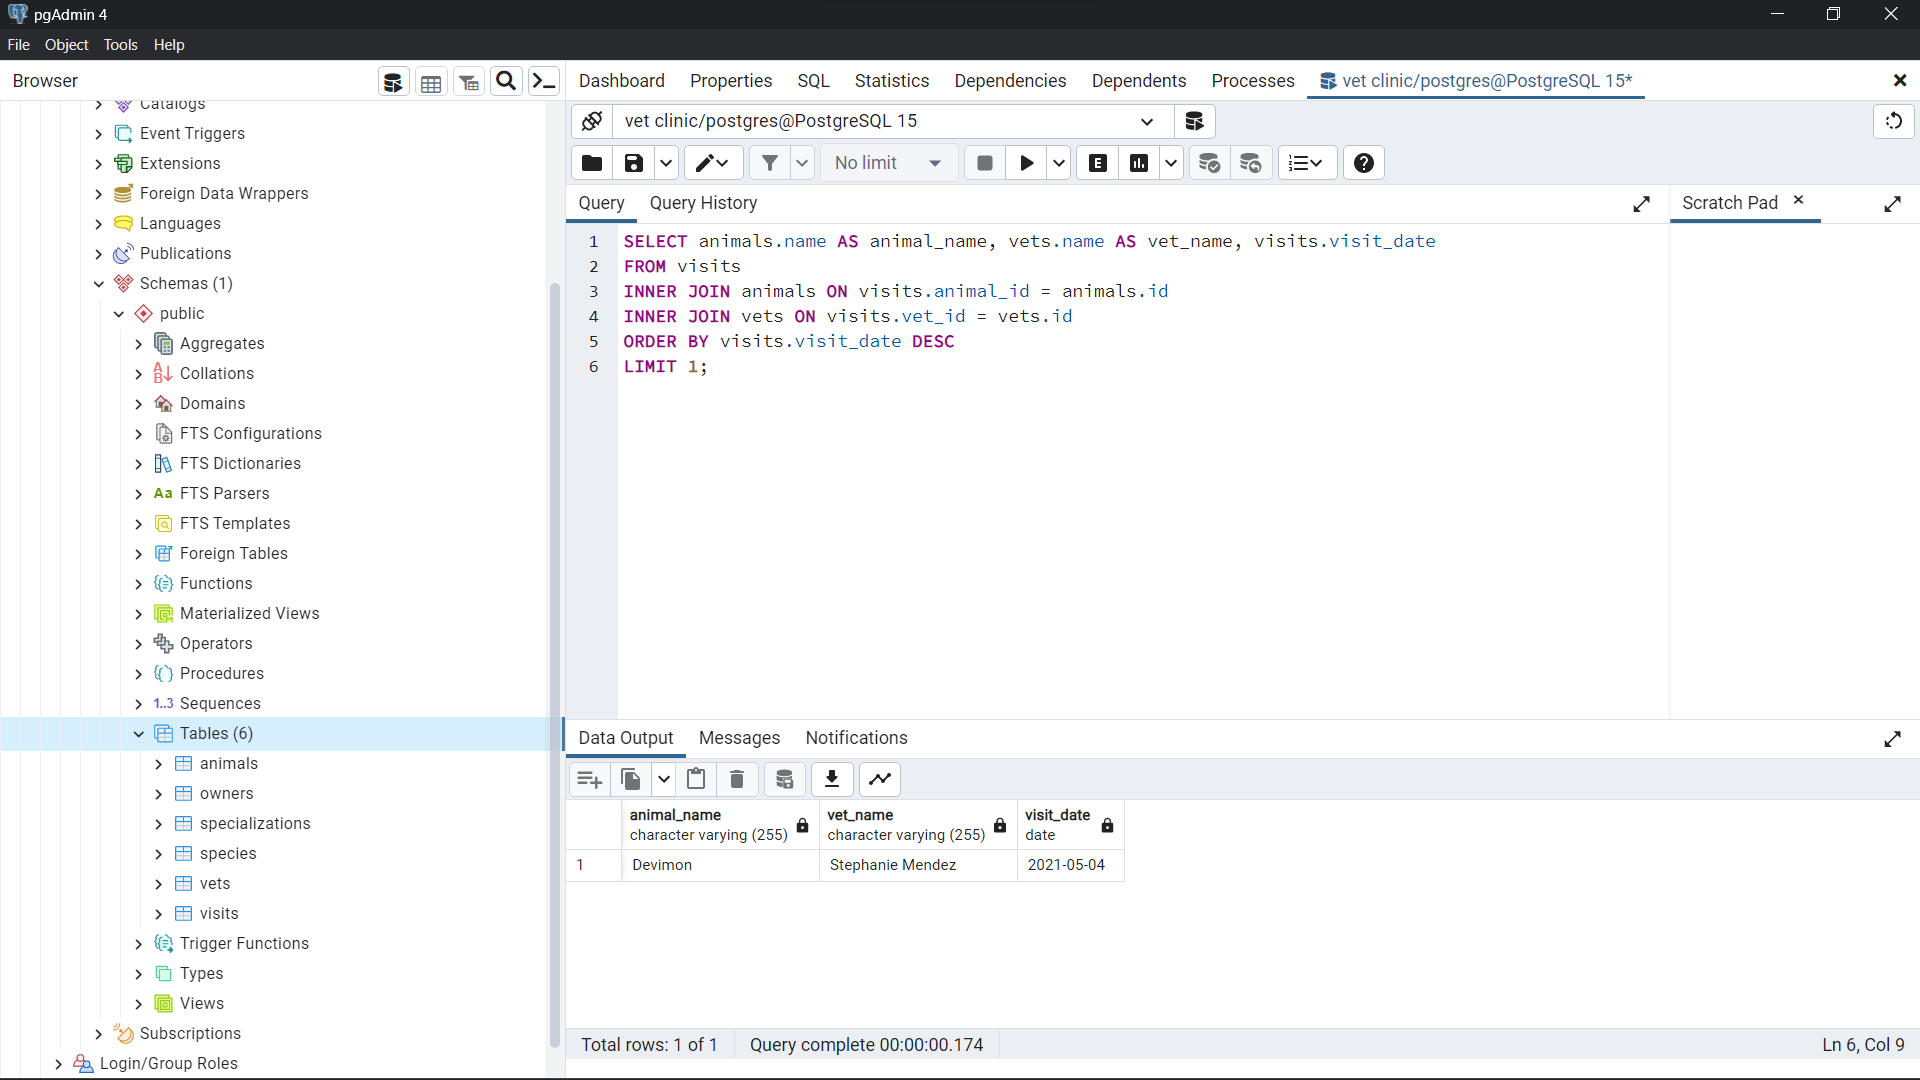 pgAdmin 4
File Object Tools Help
Browser
Catalogs
Event Triggers
Extensions
Foreign Data Wrappers
Languages
Publications
Schemas (1)
public
Aggregates
Collations
Domains
FTS Configurations
FTS Dictionaries
Aa FTS Parsers
FTS Templates
Foreign Tables
Functions
Materialized Views
Operators
Procedures
1..3 Sequences
Tables (6)
animals
owners
specializations
species
vets
visits
Trigger Functions
Types
Views
Subscriptions
Login/Group Roles
Dashboard Properties SQL Statistics Dependencies Dependents Processes vet clinic/postgres@PostgreSQL 15*
vet clinic/postgres@PostgreSQL 15
No limit E
Query Query History
Scratch Pad
1 SELECT animals.name AS animal_name, vets.name AS vet_name, visits.visit_date
2 FROM visits
3 INNER JOIN animals ON visits.animal_id = animals.id
4 INNER JOIN vets ON visits.vet_id = vets.id
5 ORDER BY visits.visit_date DESC
6 LIMIT 1;
Data Output Messages Notifications
animal_name vet_name visit_date
character varying (255) character varying (255) date
1 Devimon Stephanie Mendez 2021-05-04
Total rows: 1 of 1 Query complete 00:00:00.174 Ln 6, Col 9